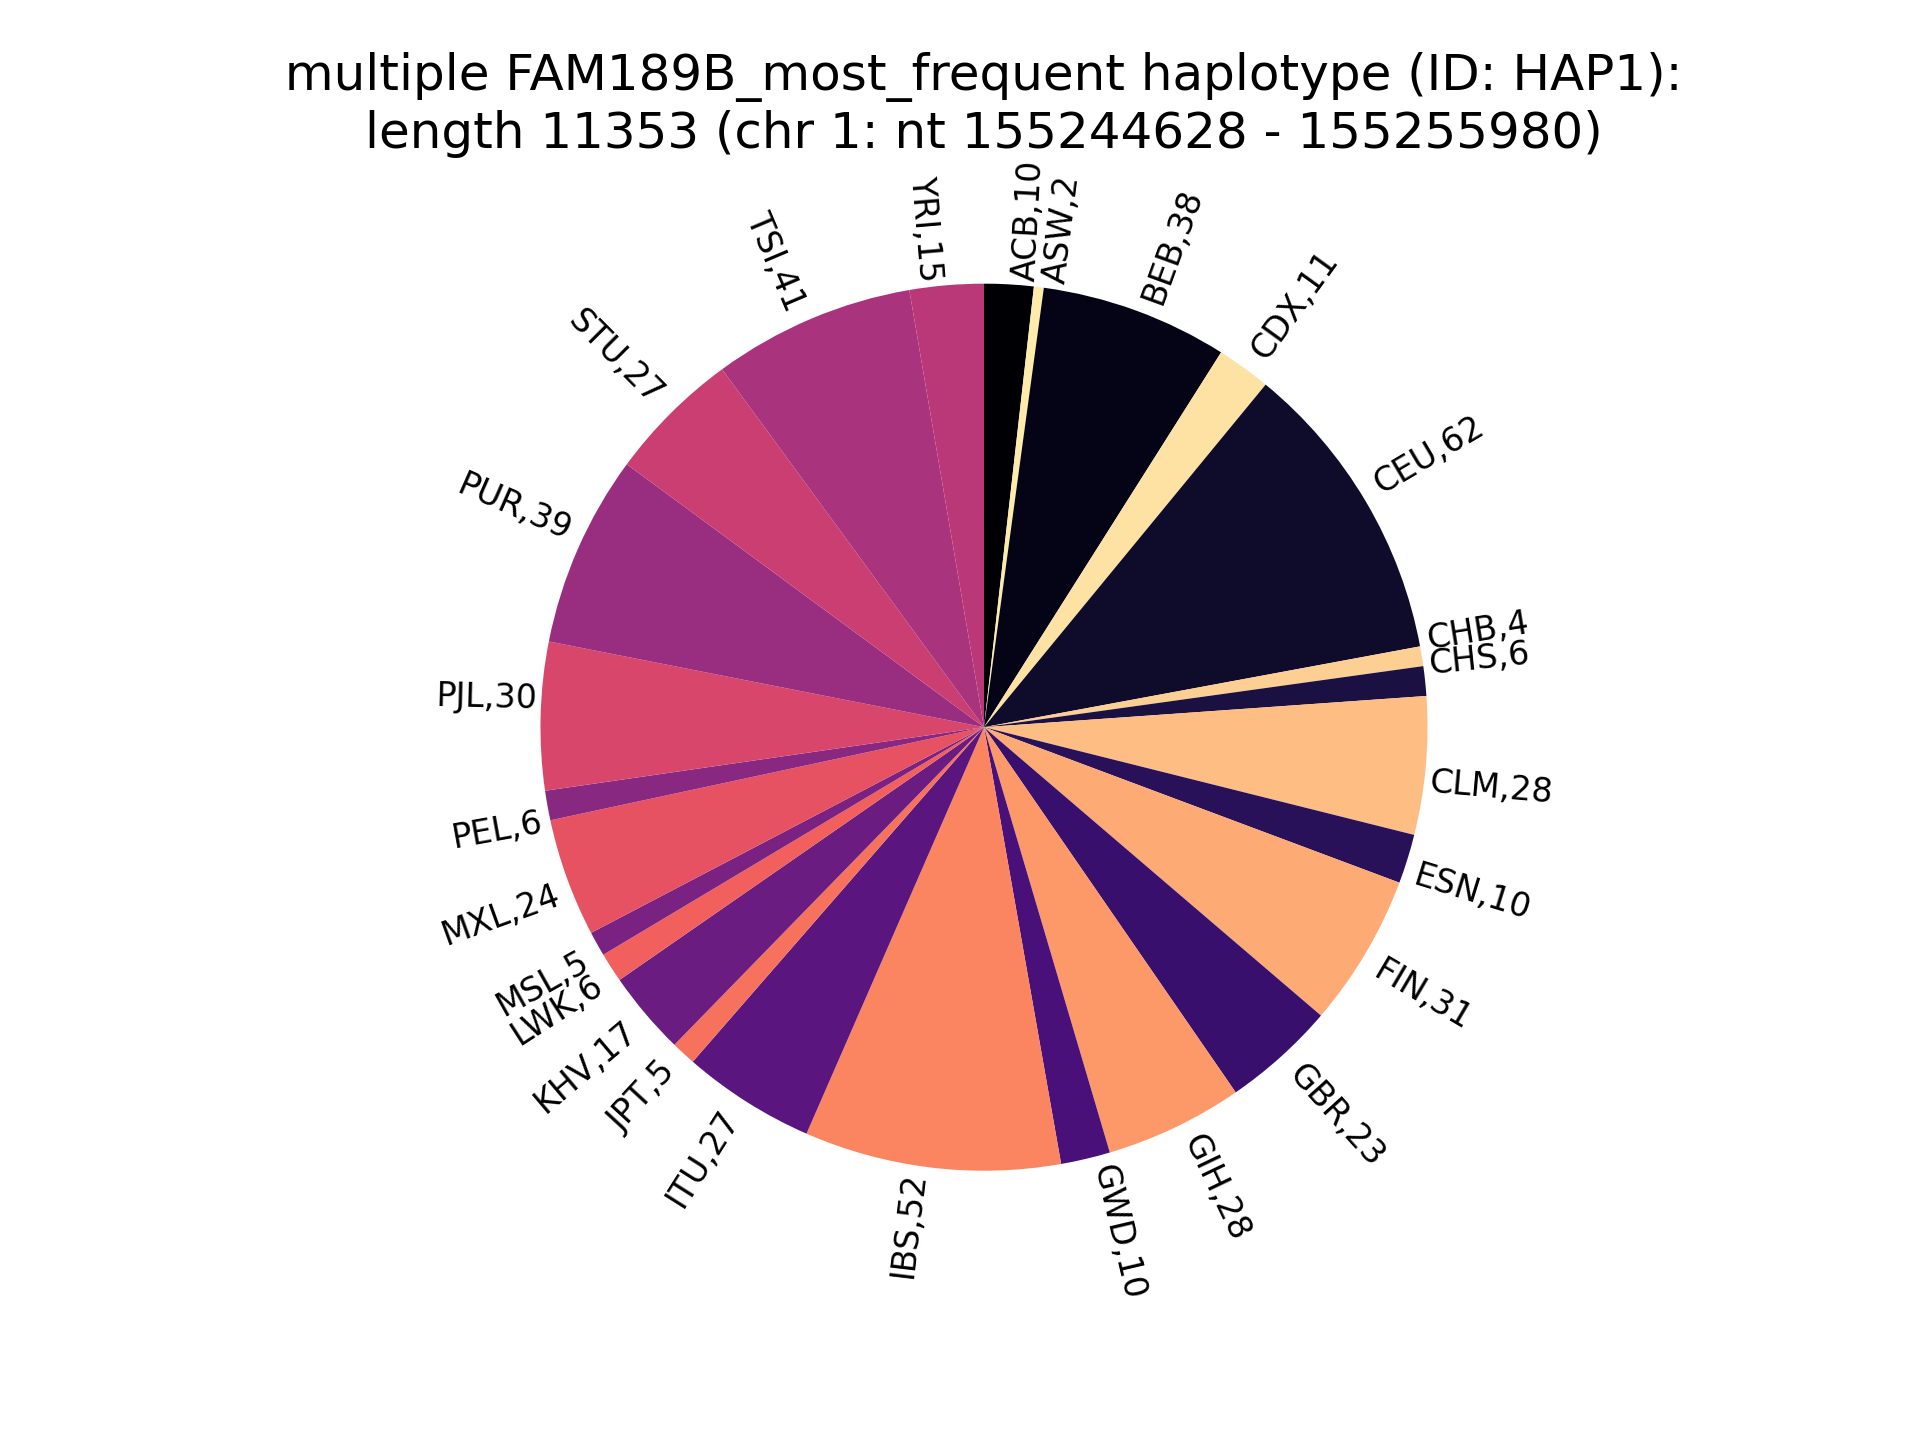 multiple FAM189B_most_frequent haplotype (ID: HAP1):
length 11353 (chr 1: nt 155244628 - 155255980)
ACB,10
ASW,2
BEB,38
CDX,11
CEU,62
CHB,4
CHS,6
CLM,28
ESN,10
FIN,31
GBR,23
GIH,28
GWD,10
IBS,52
ITU,27
JPT,5
KHV,17
LWK,6
MSL,5
MXL,24
PEL,6
PJL,30
PUR,39
STU,27
TSI,41
YRI,15